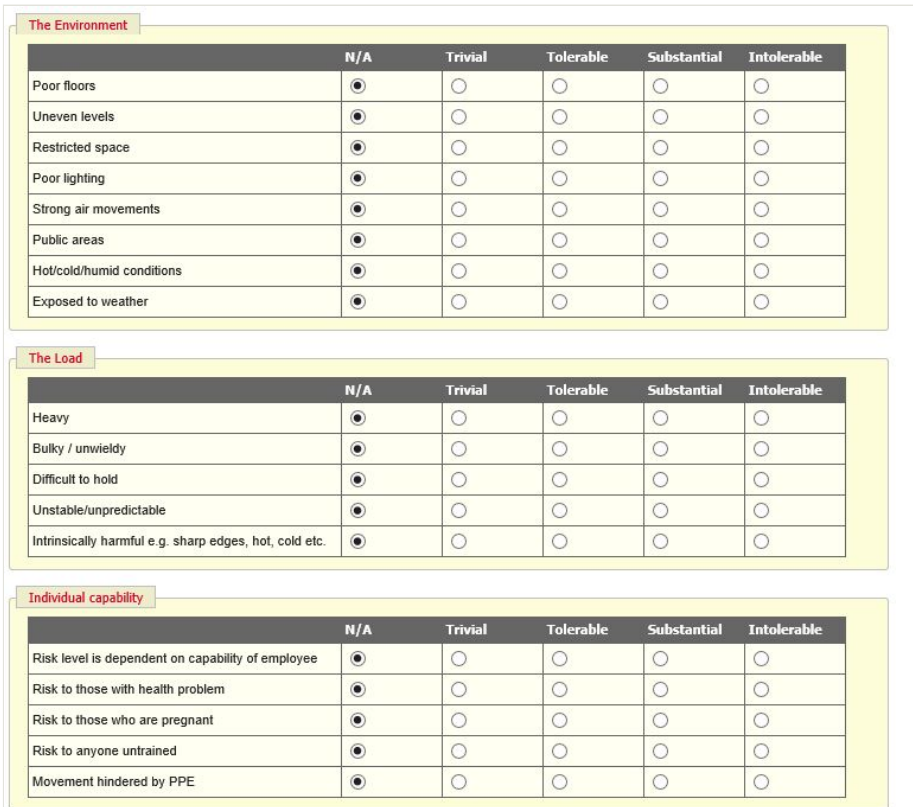 The Environment
N/A Trivial Tolerable Substantial Intolerable
Poor floors
Uneven levels
Restricted space
Poor lighting
Strong air movements
Public areas
Hot/cold/humid conditions
Exposed to weather
The Load
N/A Trivial Tolerable Substantial Intolerable
Heavy
Bulky / unwieldy
Difficult to hold
Unstable/unpredictable
Intrinsically harmful e.g. sharp edges, hot, cold etc.
Individual capability
N/A Trivial Tolerable Substantial Intolerable
Risk level is dependent on capability of employee
Risk to those with health problem
Risk to those who are pregnant
Risk to anyone untrained
Movement hindered by PPE